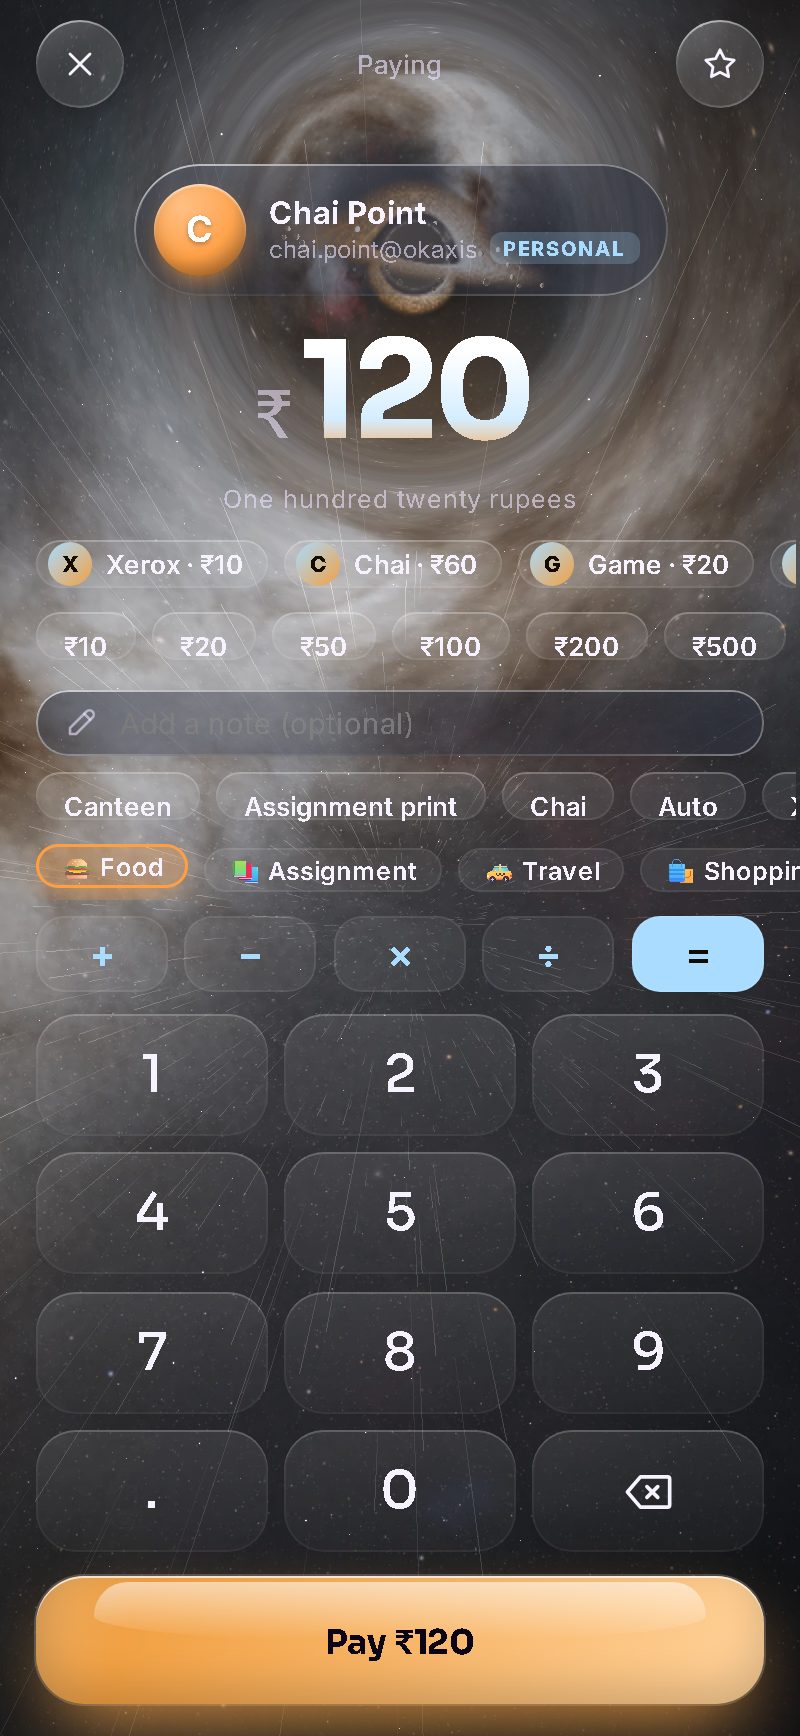 Paying
C
Chai Point
chai.point@okaxis PERSONAL
₹120
One hundred twenty rupees
X Xerox · ₹10 C Chai · ₹60 G Game · ₹20
₹10 ₹20 ₹50 ₹100 ₹200 ₹500
Add a note (optional)
Canteen Assignment print Chai Auto
Food Assignment Travel Shoppin
+ − × ÷ =
1 2 3
4 5 6
7 8 9
. 0
Pay ₹120